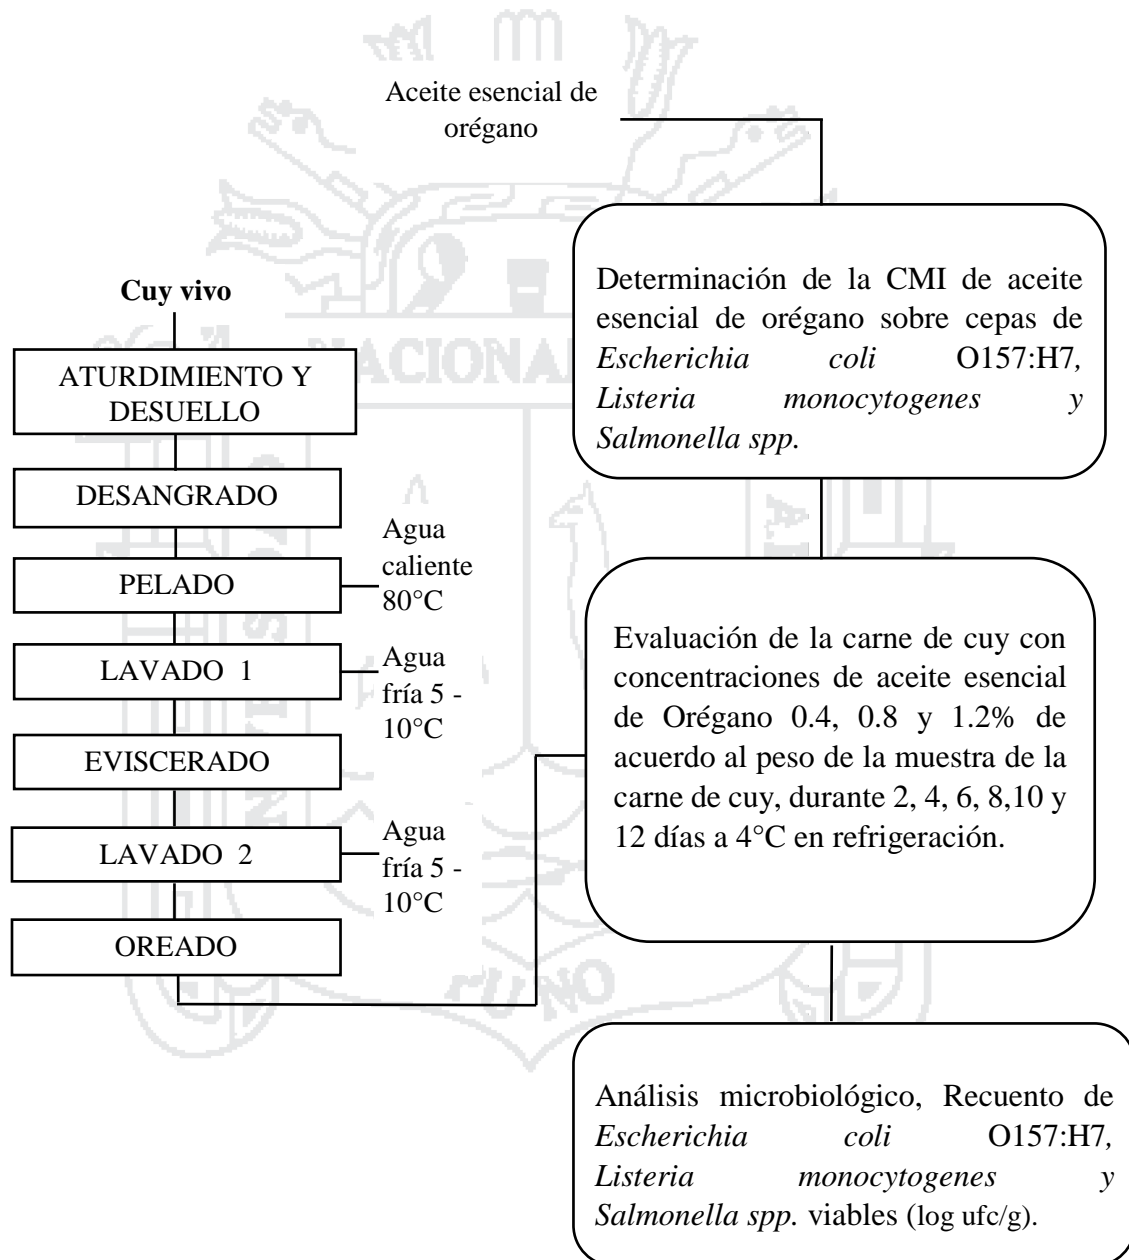 Aceite esencial de
orégano
Determinación de la CMI de aceite
esencial de orégano sobre cepas de
Escherichia coli O157:H7,
Listeria monocytogenes y
Salmonella spp.
Cuy vivo
ATURDIMIENTO Y
DESUELLO
DESANGRADO
PELADO
Agua
caliente
80°C
LAVADO 1
Agua
fría 5 -
10°C
EVISCERADO
LAVADO 2
Agua
fría 5 -
10°C
OREADO
Evaluación de la carne de cuy con
concentraciones de aceite esencial
de Orégano 0.4, 0.8 y 1.2% de
acuerdo al peso de la muestra de la
carne de cuy, durante 2, 4, 6, 8,10 y
12 días a 4°C en refrigeración.
Análisis microbiológico, Recuento de
Escherichia coli O157:H7,
Listeria monocytogenes y
Salmonella spp. viables (log ufc/g).
NACIONAL